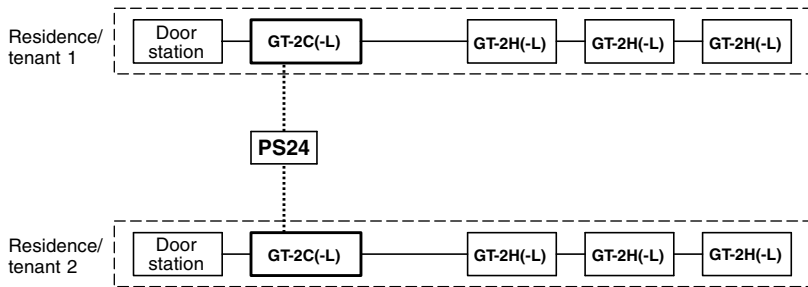 Residence/
tenant 1
Door
station
GT-2C(-L)
GT-2H(-L)
GT-2H(-L)
GT-2H(-L)
PS24
Residence/
tenant 2
Door
station
GT-2C(-L)
GT-2H(-L)
GT-2H(-L)
GT-2H(-L)